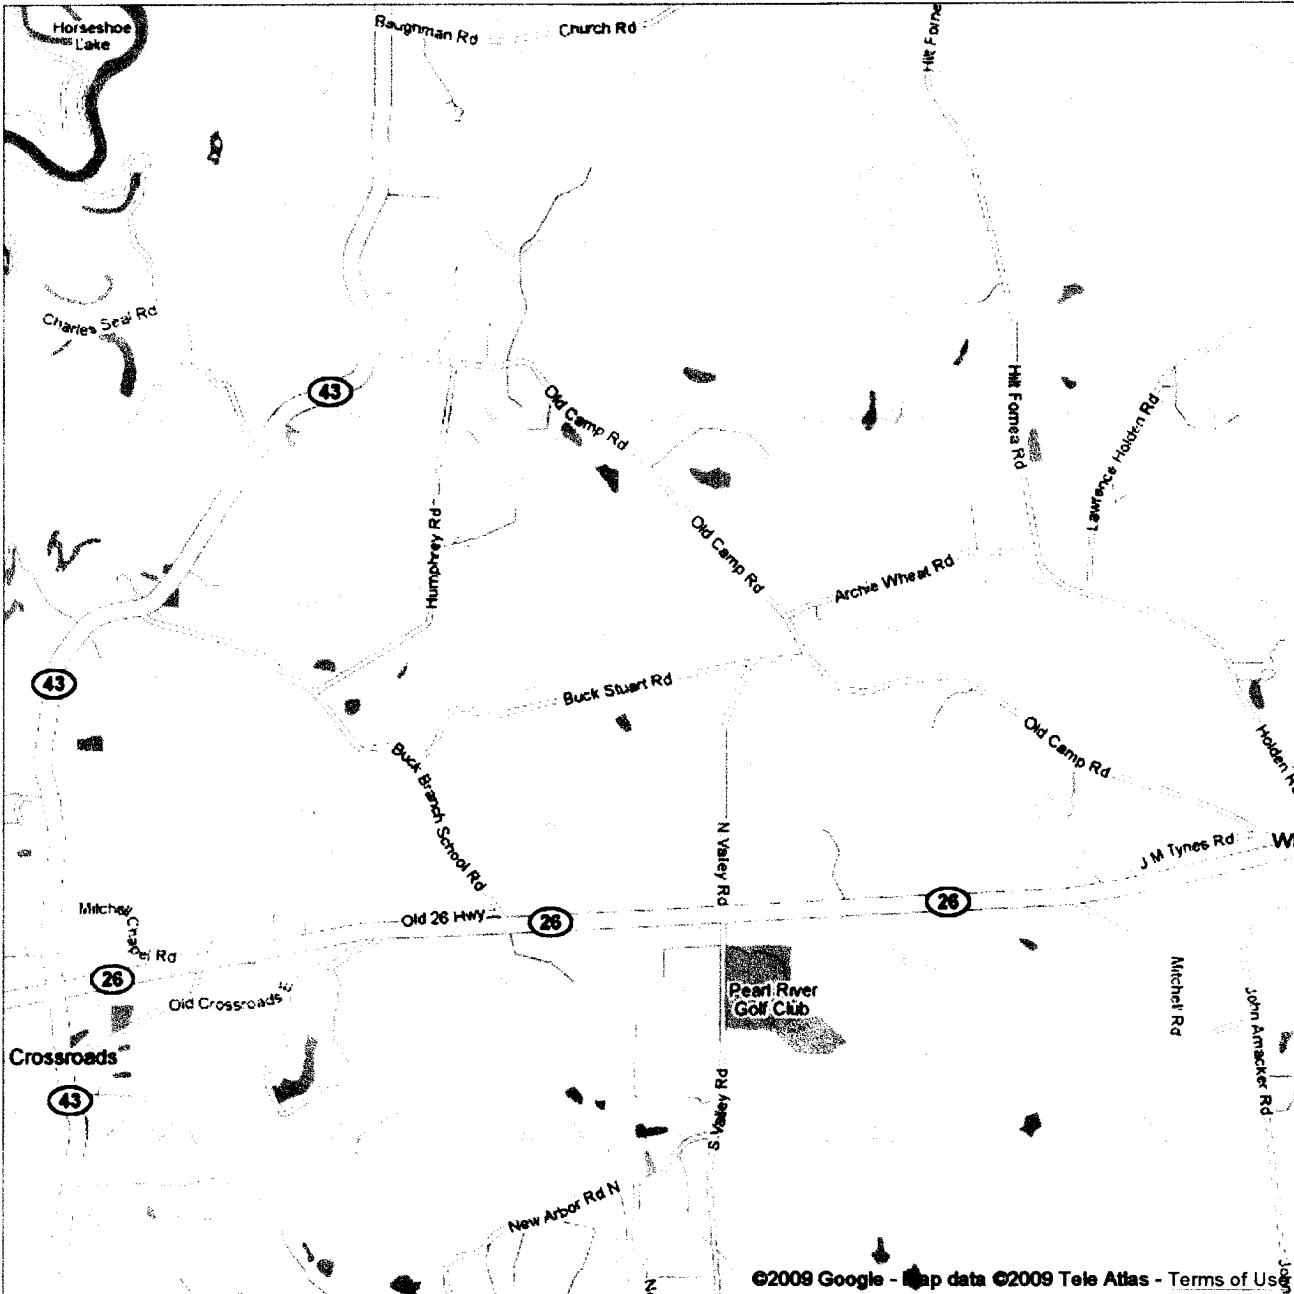 Horseshoe
Lake
Baughman Rd
Church Rd
Charles Seal Rd
43
Old Camp Rd
Hilt Fornea Rd
Lawrence Holden Rd
Humphrey Rd
Old Camp Rd
Archie Wheat Rd
43
Buck Stuart Rd
Old Camp Rd
Buck Branch School Rd
N Valley Rd
J M Tynes Rd
Mitchell Chapel Rd
Old 26 Hwy
26
26
26
Old Crossroads
Pearl River
Golf Club
Mitchell Rd
John Amacker Rd
Crossroads
43
S Valley Rd
New Arbor Rd N
©2009 Google - Map data ©2009 Tele Atlas - Terms of Use